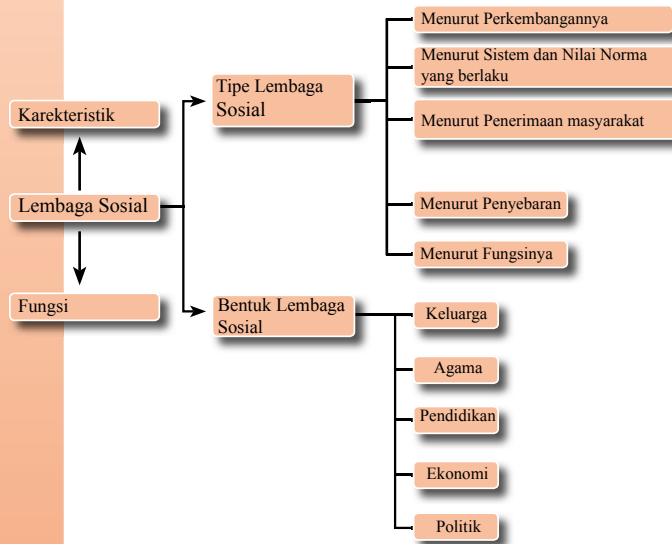 Menurut Perkembangannya
Menurut Sistem dan Nilai Norma
yang berlaku
Tipe Lembaga
Sosial
Karekteristik
Menurut Penerimaan masyarakat
Lembaga Sosial
Menurut Penyebaran
Menurut Fungsinya
Fungsi
Bentuk Lembaga
Sosial
Keluarga
Agama
Pendidikan
Ekonomi
Politik